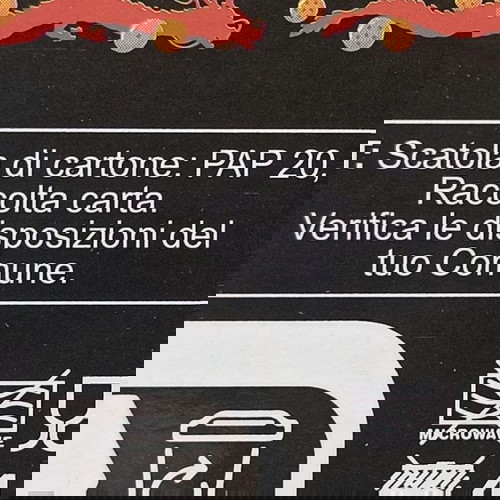 F. Scatola di cartone: PAP 20,
Raccolta carta.
Verifica le disposizioni del
tuo Comune.
MICROWAVE